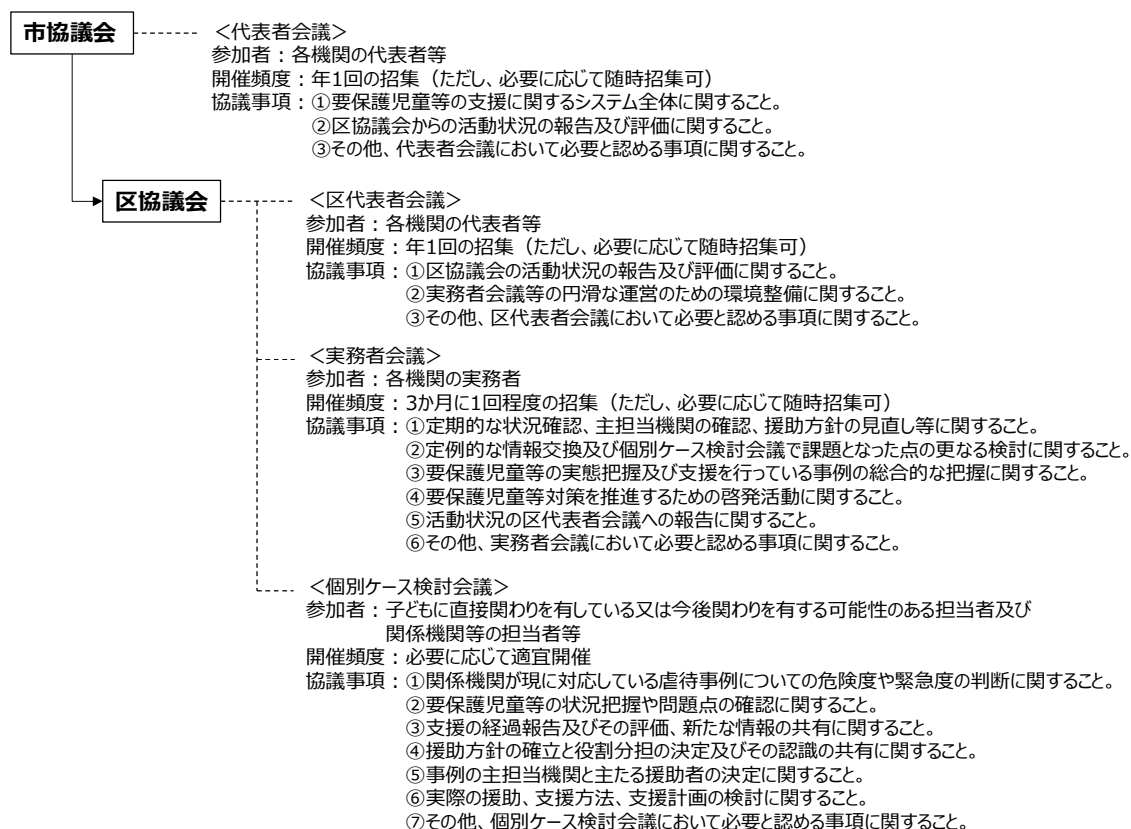 市協議会
＜代表者会議＞
参加者：各機関の代表者等
開催頻度：年1回の招集（ただし、必要に応じて随時招集可）
協議事項：①要保護児童等の支援に関するシステム全体に関すること。
②区協議会からの活動状況の報告及び評価に関すること。
③その他、代表者会議において必要と認める事項に関すること。
区協議会
＜区代表者会議＞
参加者：各機関の代表者等
開催頻度：年1回の招集（ただし、必要に応じて随時招集可）
協議事項：①区協議会の活動状況の報告及び評価に関すること。
②実務者会議等の円滑な運営のための環境整備に関すること。
③その他、区代表者会議において必要と認める事項に関すること。
＜実務者会議＞
参加者：各機関の実務者
開催頻度：3か月に1回程度の招集（ただし、必要に応じて随時招集可）
協議事項：①定期的な状況確認、主担当機関の確認、援助方針の見直し等に関すること。
②定例的な情報交換及び個別ケース検討会議で課題となった点の更なる検討に関すること。
③要保護児童等の実態把握及び支援を行っている事例の総合的な把握に関すること。
④要保護児童等対策を推進するための啓発活動に関すること。
⑤活動状況の区代表者会議への報告に関すること。
⑥その他、実務者会議において必要と認める事項に関すること。
＜個別ケース検討会議＞
参加者：子どもに直接関わりを有している又は今後関わりを有する可能性のある担当者及び
関係機関等の担当者等
開催頻度：必要に応じて適宜開催
協議事項：①関係機関が現に対応している虐待事例についての危険度や緊急度の判断に関すること。
②要保護児童等の状況把握や問題点の確認に関すること。
③支援の経過報告及びその評価、新たな情報の共有に関すること。
④援助方針の確立と役割分担の決定及びその認識の共有に関すること。
⑤事例の主担当機関と主たる援助者の決定に関すること。
⑥実際の援助、支援方法、支援計画の検討に関すること。
⑦その他、個別ケース検討会議において必要と認める事項に関すること。